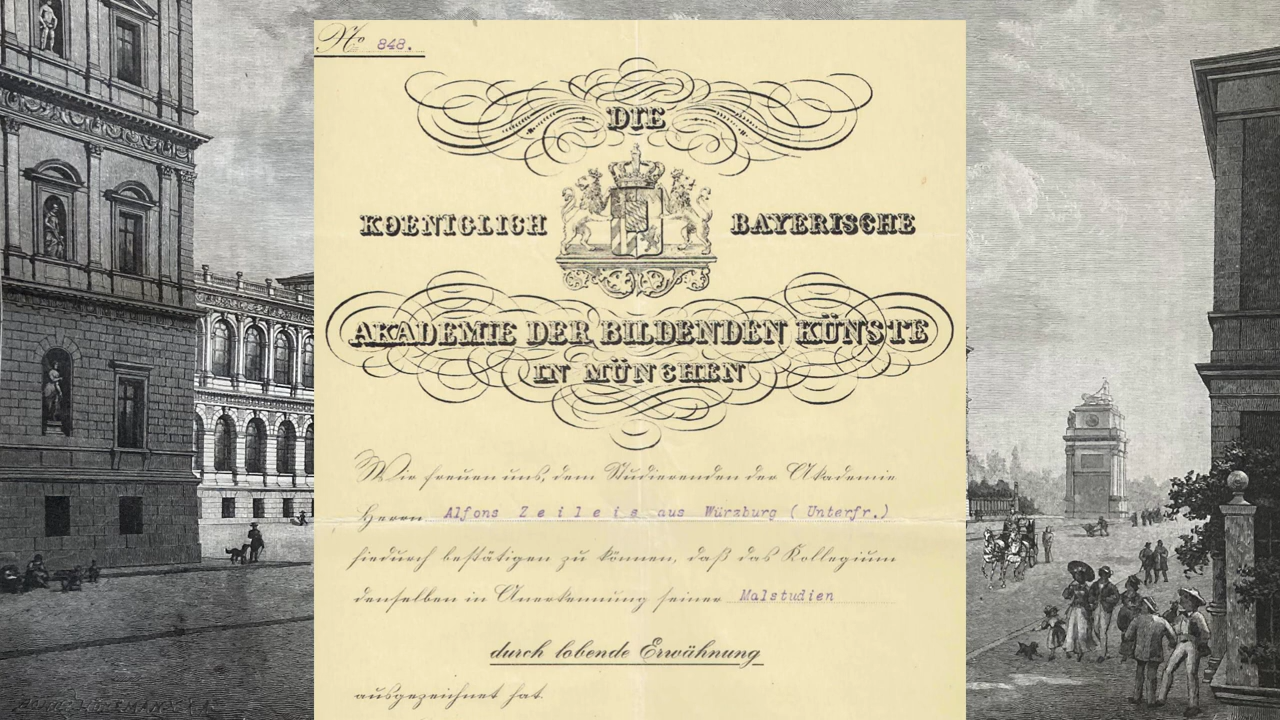 No 848.
DIE
KOENIGLICH BAYERISCHE
AKADEMIE DER BILDENDEN KÜNSTE
IN MÜNCHEN
Wir freuen uns, dem Studierenden der Akademie
Herrn Alfons Zeileis aus Würzburg ( Unterfr.)
hiedurch bestätigen zu können, daß das Kollegium
denselben in Anerkennung seiner Malstudien
durch lobende Erwähnung
ausgezeichnet hat.